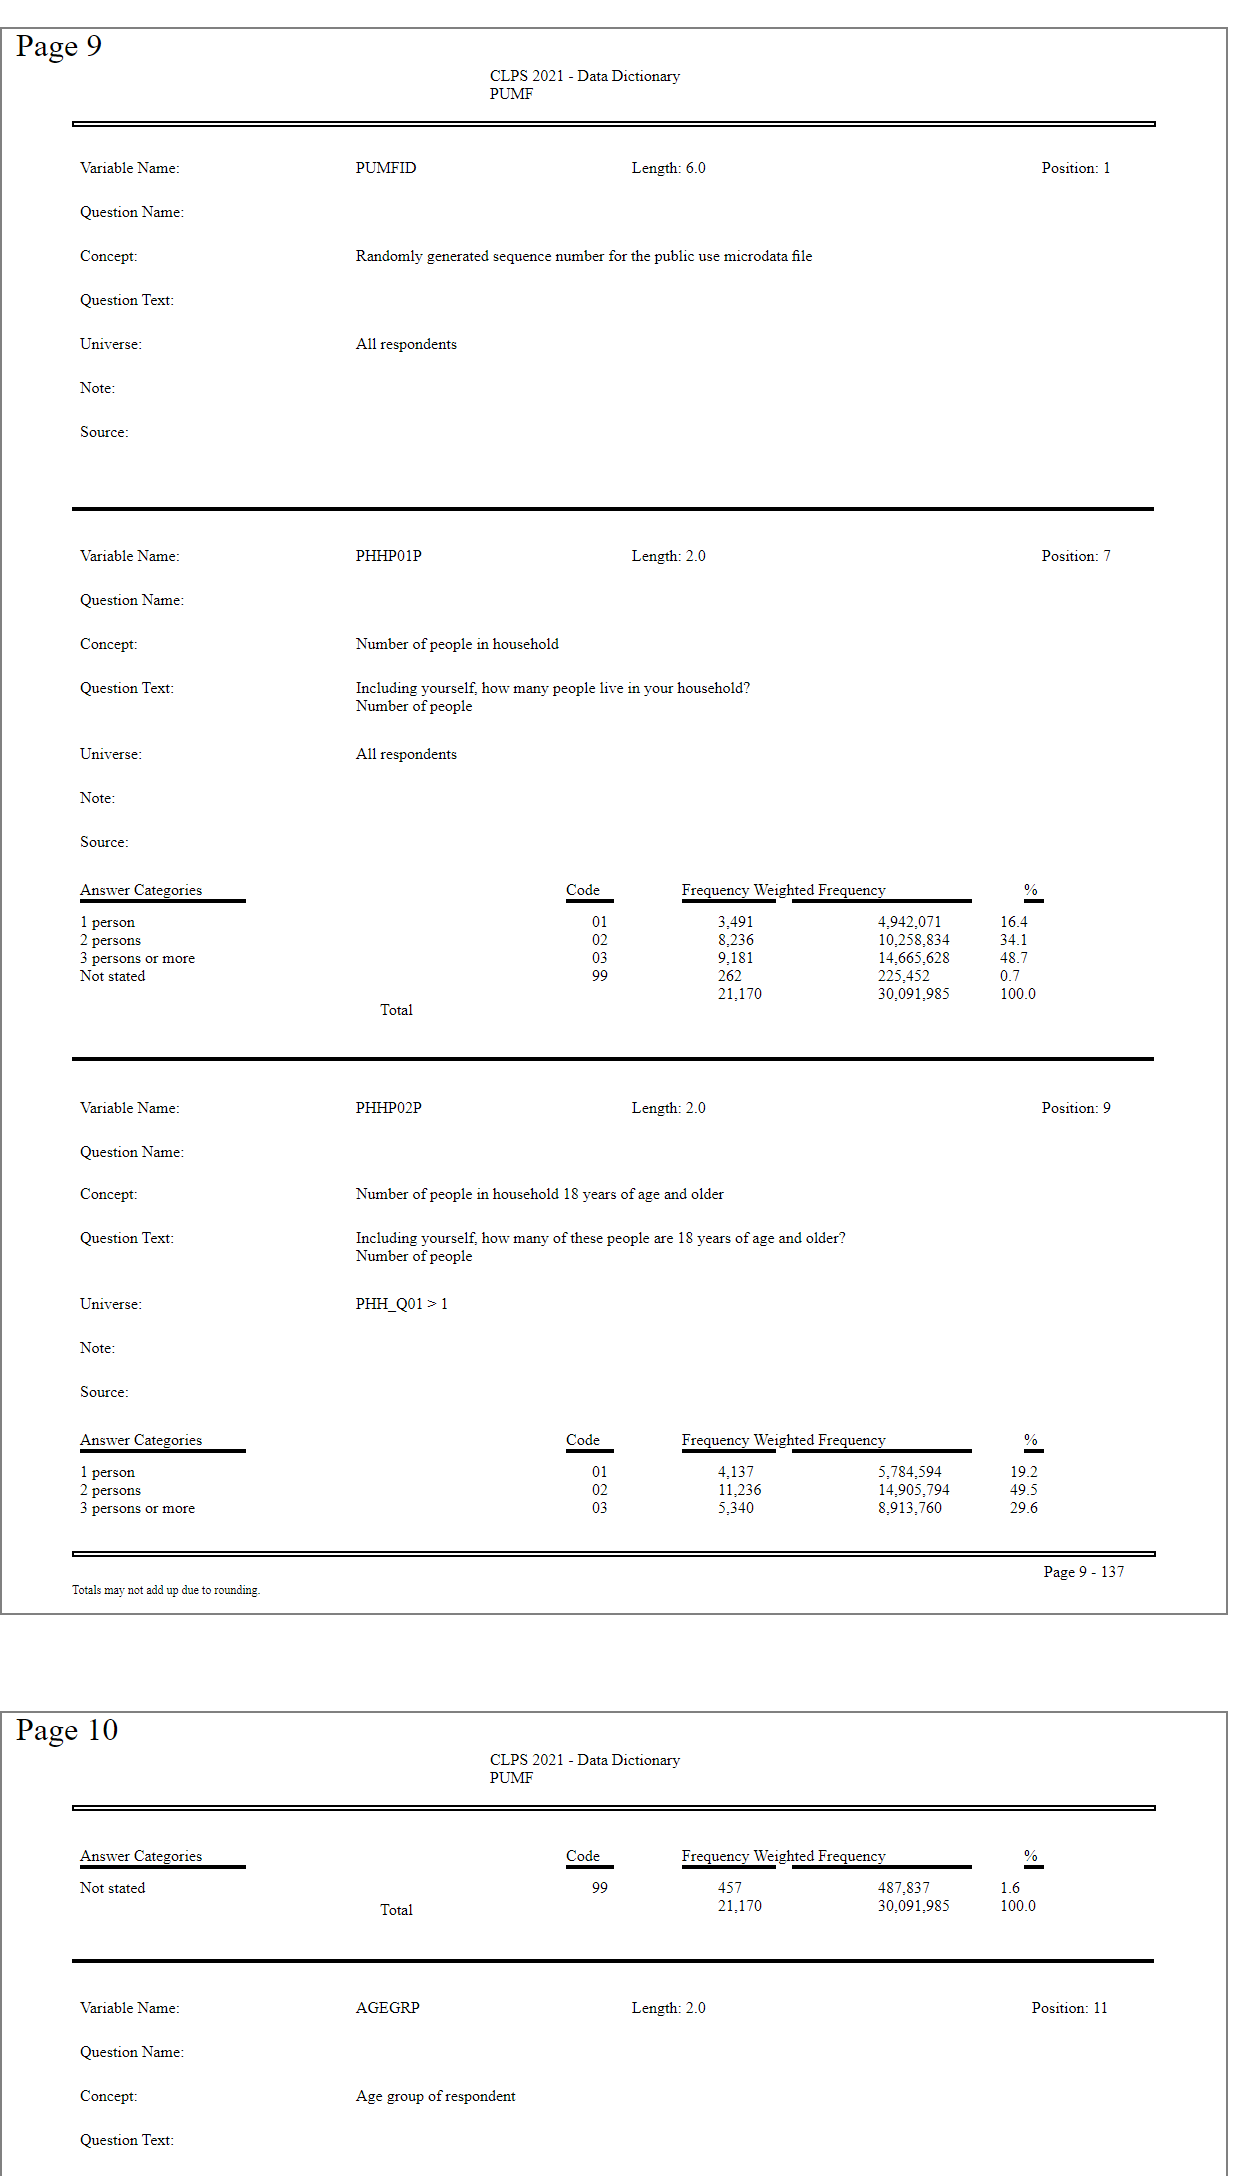 Page 9
CLPS 2021 - Data Dictionary
PUMF
Variable Name: PUMFID Length: 6.0 Position: 1
Question Name:
Concept: Randomly generated sequence number for the public use microdata file
Question Text:
Universe: All respondents
Note:
Source:
Variable Name: PHHP01P Length: 2.0 Position: 7
Question Name:
Concept: Number of people in household
Question Text: Including yourself, how many people live in your household?
Number of people
Universe: All respondents
Note:
Source:
Answer Categories Code Frequency Weighted Frequency %
1 person 01 3,491 4,942,071 16.4
2 persons 02 8,236 10,258,834 34.1
3 persons or more 03 9,181 14,665,628 48.7
Not stated 99 262 225,452 0.7
21,170 30,091,985 100.0
Total
Variable Name: PHHP02P Length: 2.0 Position: 9
Question Name:
Concept: Number of people in household 18 years of age and older
Question Text: Including yourself, how many of these people are 18 years of age and older?
Number of people
Universe: PHH_Q01 > 1
Note:
Source:
Answer Categories Code Frequency Weighted Frequency %
1 person 01 4,137 5,784,594 19.2
2 persons 02 11,236 14,905,794 49.5
3 persons or more 03 5,340 8,913,760 29.6
Page 9 - 137
Totals may not add up due to rounding.
Page 10
CLPS 2021 - Data Dictionary
PUMF
Answer Categories Code Frequency Weighted Frequency %
Not stated 99 457 487,837 1.6
Total 21,170 30,091,985 100.0
Variable Name: AGEGRP Length: 2.0 Position: 11
Question Name:
Concept: Age group of respondent
Question Text: